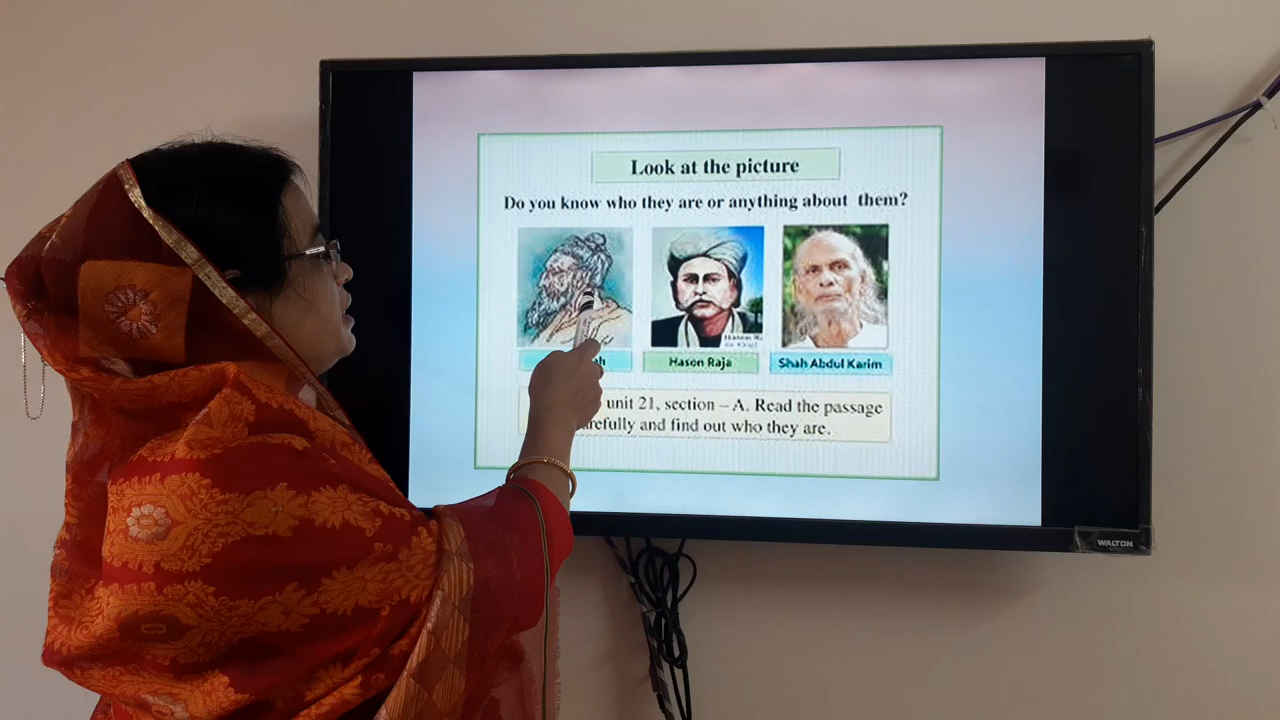 Look at the picture
Do you know who they are or anything about them?
Hason Raja
Shah Abdul Karim
unit 21, section – A. Read the passage
and find out who they are.
WALTON